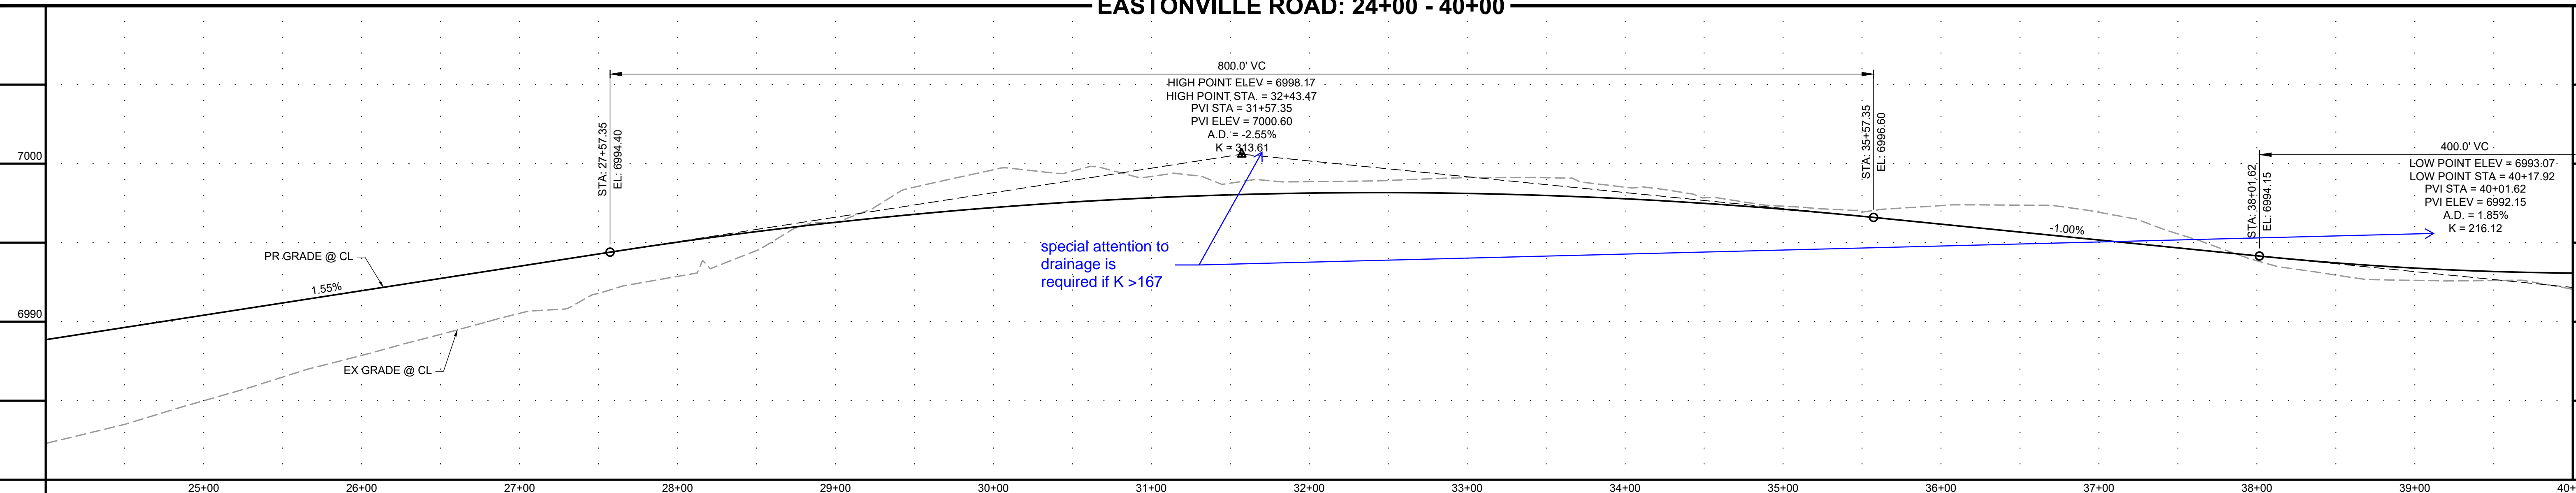 EASTONVILLE ROAD: 24+00 - 40+00
800.0' VC
HIGH POINT ELEV = 6998.17
HIGH POINT STA. = 32+43.47
PVI STA = 31+57.35
PVI ELEV = 7000.60
A.D. = -2.55%
K = 313.61
STA: 27+57.35
EL: 6994.40
STA: 35+57.35
EL: 6996.60
400.0' VC
LOW POINT ELEV = 6993.07
LOW POINT STA = 40+17.92
PVI STA = 40+01.62
PVI ELEV = 6992.15
A.D. = 1.85%
K = 216.12
STA: 38+01.62
EL: 6994.15
7000
6990
special attention to
drainage is
required if K >167
PR GRADE @ CL
1.55%
-1.00%
EX GRADE @ CL
25+00
26+00
27+00
28+00
29+00
30+00
31+00
32+00
33+00
34+00
35+00
36+00
37+00
38+00
39+00